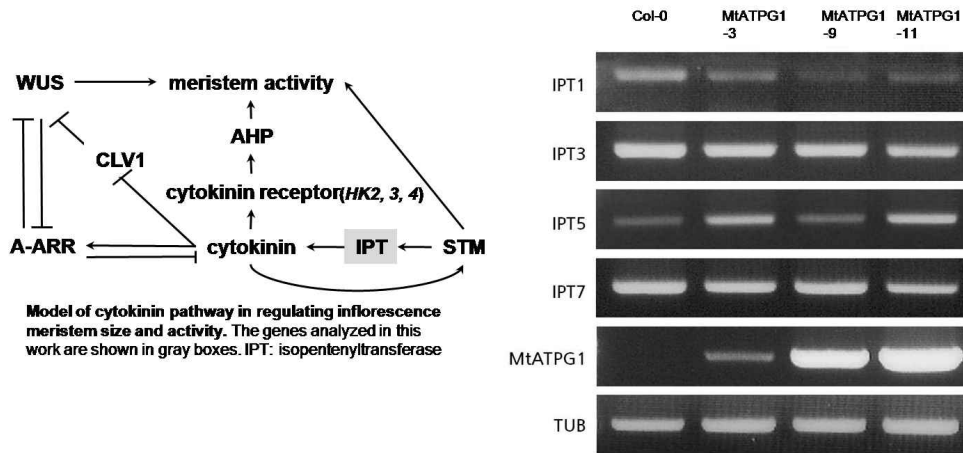 WUS
meristem activity
AHP
CLV1
cytokinin receptor(HK2, 3, 4)
A-ARR
cytokinin
IPT
STM
Model of cytokinin pathway in regulating inflorescence
meristem size and activity. The genes analyzed in this
work are shown in gray boxes. IPT: isopentenyltransferase
Col-0
MtATPG1
-3
MtATPG1
-9
MtATPG1
-11
IPT1
IPT3
IPT5
IPT7
MtATPG1
TUB